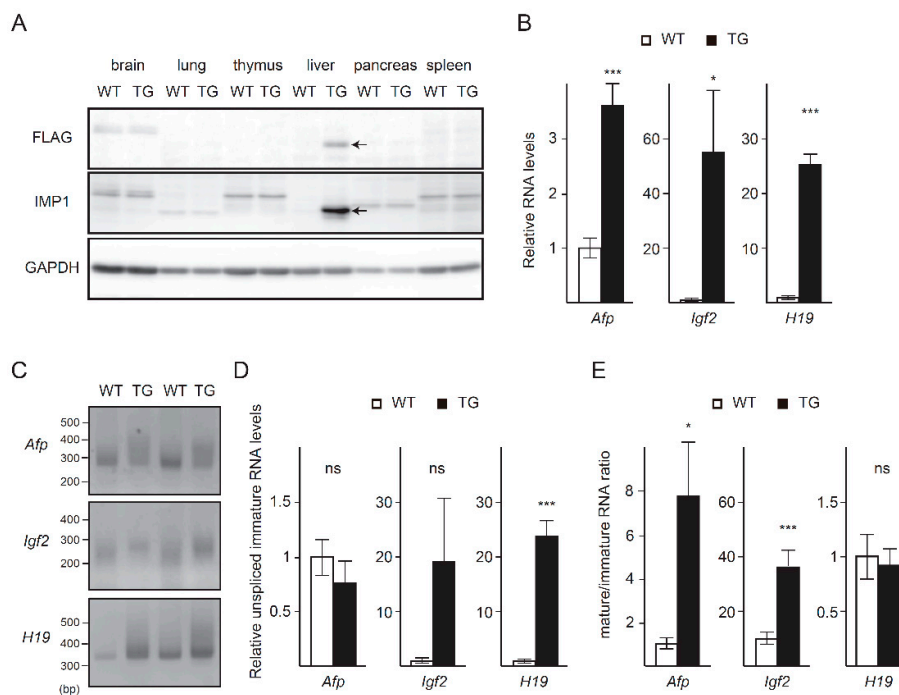 A
brain lung thymus liver pancreas spleen
WT TG WT TG WT TG WT TG WT TG WT TG
FLAG
IMP1
GAPDH
B
WT TG
Relative RNA levels
3
2
1
***
Afp
60
40
20
*
Igf2
30
20
10
***
H19
C
WT TG WT TG
Afp
500
400
300
200
Igf2
400
300
200
H19
500
400
300
(bp)
D
WT TG
Relative unspliced immature RNA levels
ns
1.5
1
0.5
Afp
ns
30
20
10
Igf2
***
30
20
10
H19
E
WT TG
mature/immature RNA ratio
*
8
6
4
2
Afp
***
60
40
20
Igf2
ns
1.5
1
0.5
H19